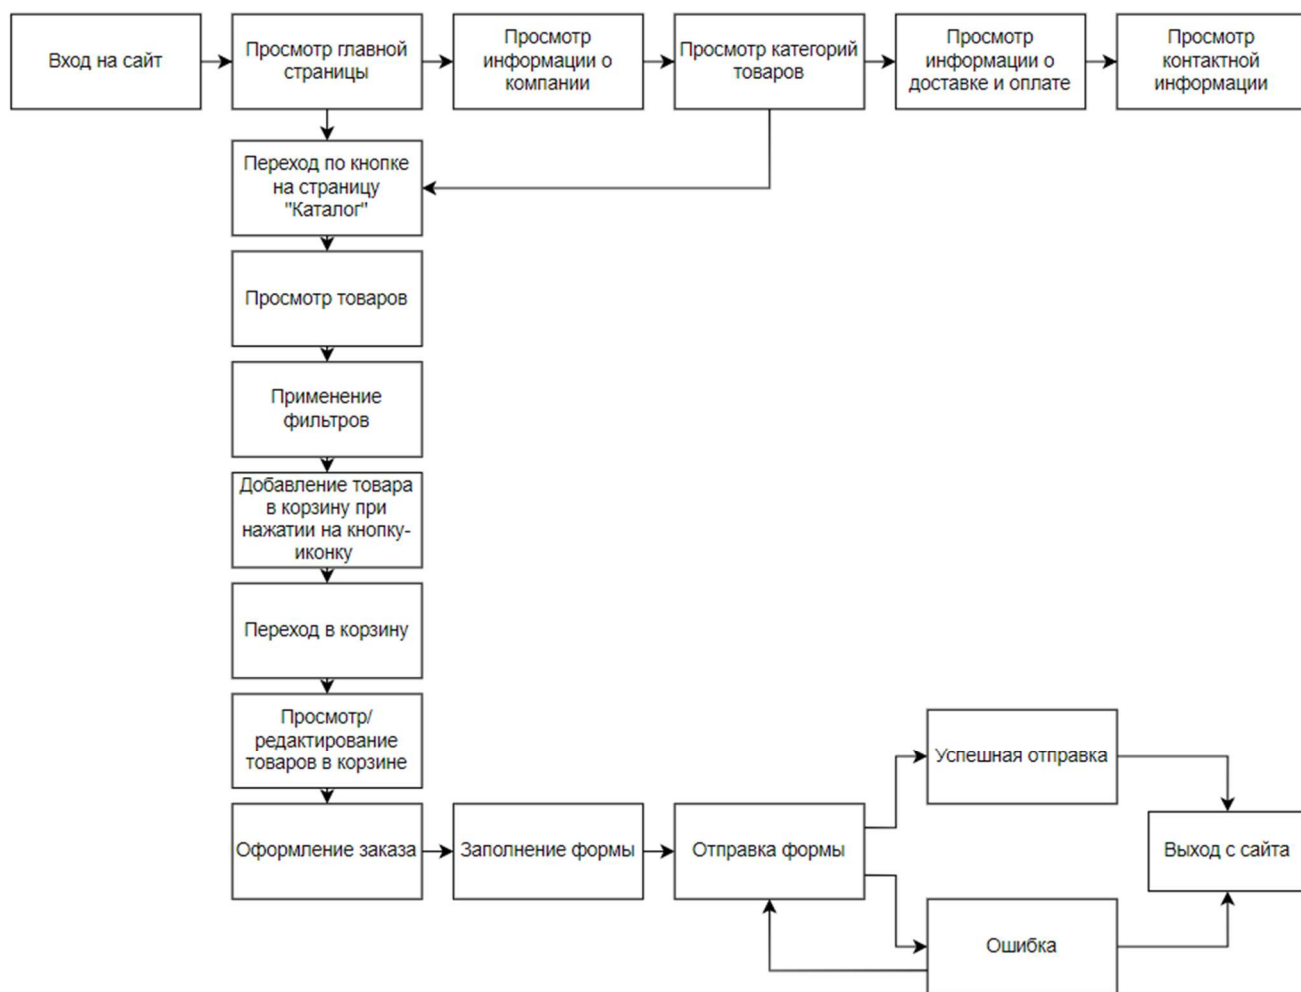 Вход на сайт
Просмотр главной
страницы
Просмотр
информации о
компании
Просмотр категорий
товаров
Просмотр
информации о
доставке и оплате
Просмотр
контактной
информации
Переход по кнопке
на страницу
"Каталог"
Просмотр товаров
Применение
фильтров
Добавление товара
в корзину при
нажатии на кнопку-
иконку
Переход в корзину
Просмотр/
редактирование
товаров в корзине
Оформление заказа
Заполнение формы
Отправка формы
Успешная отправка
Ошибка
Выход с сайта